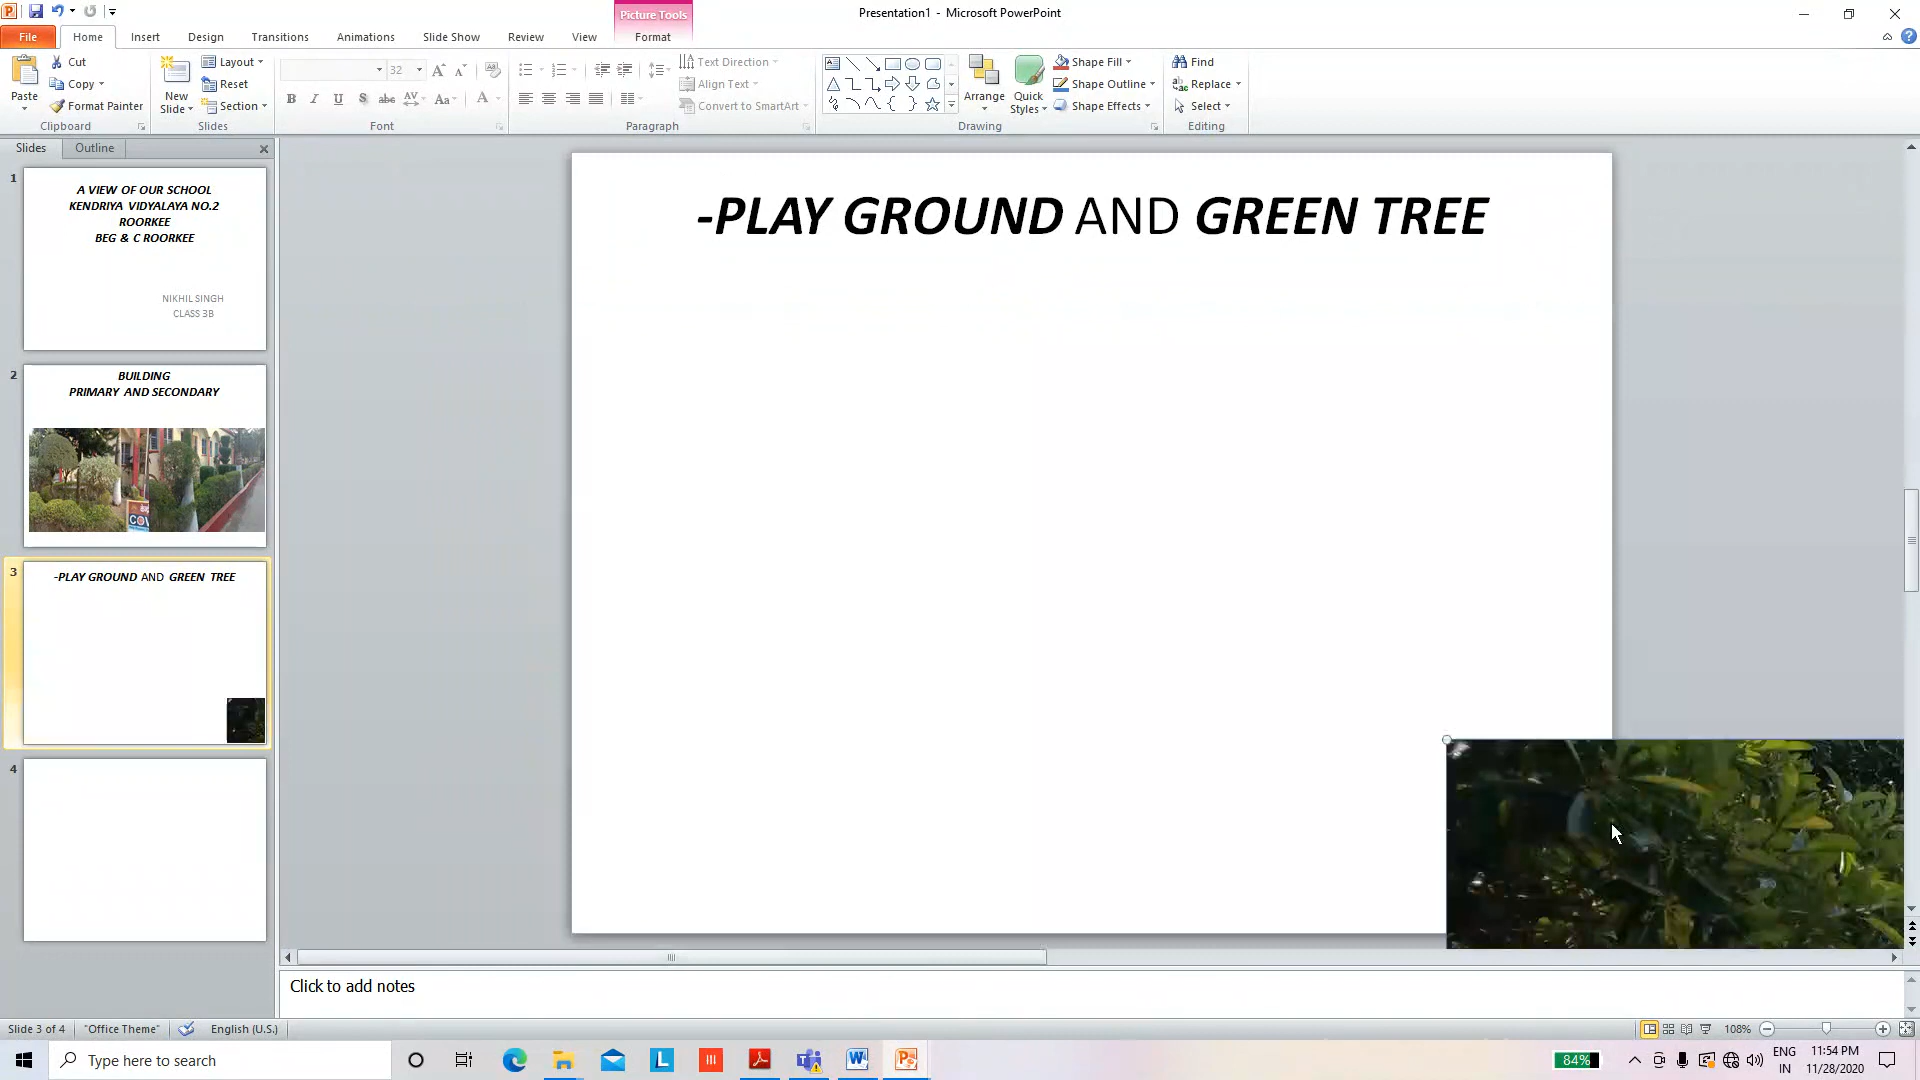 Picture Tools
Presentation1 - Microsoft PowerPoint
File Home Insert Design Transitions Animations Slide Show Review View Format
Paste
Cut
Copy
Format Painter
Clipboard
New
Slide
Layout
Reset
Section
Slides
32
Font
Text Direction
Align Text
Convert to SmartArt
Paragraph
Arrange
Quick
Styles
Shape Fill
Shape Outline
Shape Effects
Drawing
Find
Replace
Select
Editing
Slides Outline
1
A VIEW OF OUR SCHOOL
KENDRIYA VIDYALAYA NO.2
ROORKEE
BEG & C ROORKEE
NIKHIL SINGH
CLASS 3B
2
BUILDING
PRIMARY AND SECONDARY
3
-PLAY GROUND AND GREEN TREE
4
-PLAY GROUND AND GREEN TREE
Click to add notes
Slide 3 of 4 "Office Theme" English (U.S.) 108%
Type here to search
84%
ENG
IN
11:54 PM
11/28/2020